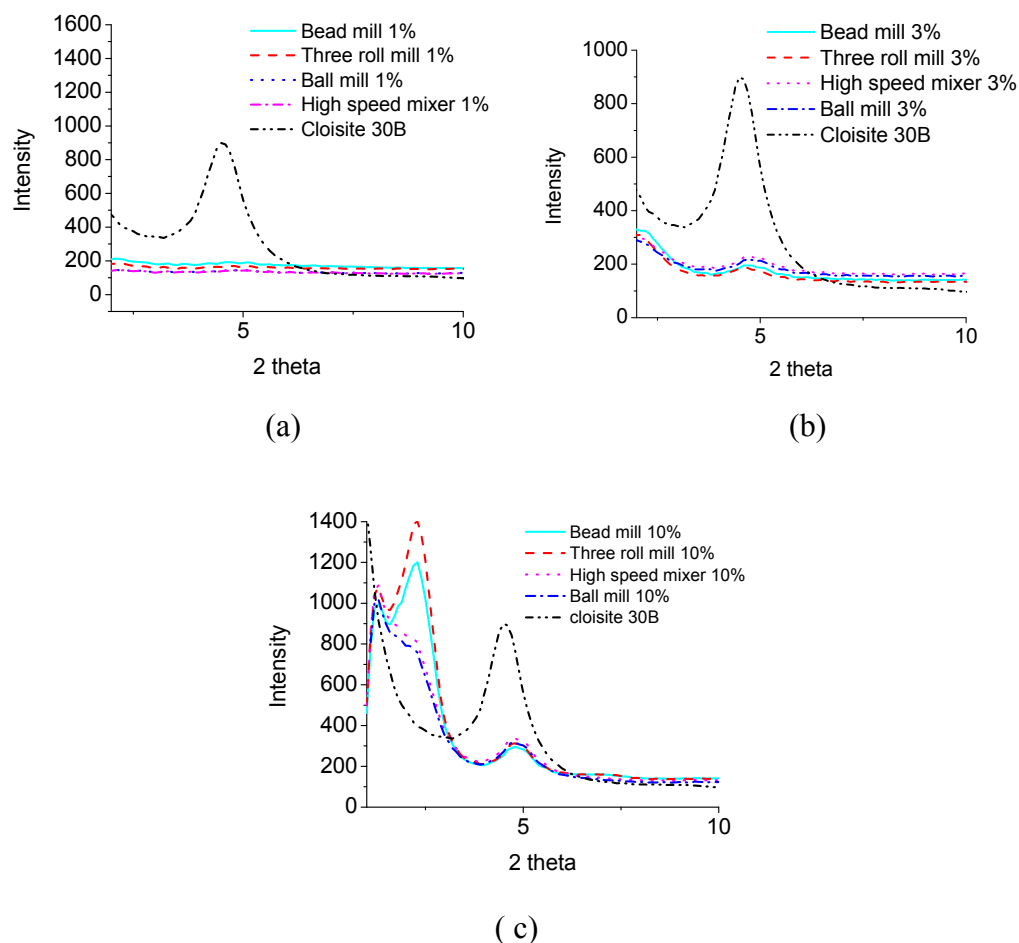 1600
1400
1200
1000
800
600
400
200
0
Intensity
Bead mill 1%
Three roll mill 1%
Ball mill 1%
High speed mixer 1%
Cloisite 30B
5
10
2 theta
(a)
1000
800
600
400
200
0
Intensity
Bead mill 3%
Three roll mill 3%
High speed mixer 3%
Ball mill 3%
Cloisite 30B
5
10
2 theta
(b)
1400
1200
1000
800
600
400
200
0
Intensity
Bead mill 10%
Three roll mill 10%
High speed mixer 10%
Ball mill 10%
cloisite 30B
5
10
2 theta
( c)